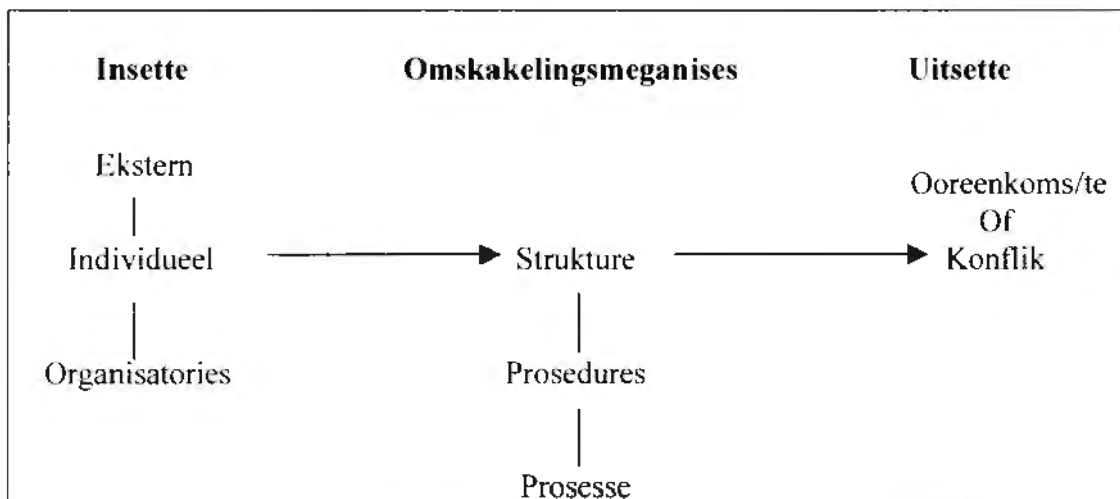 Insette Omskakelingsmeganises Uitsette
Ekstern
Individueel
Organisatories
Strukture
Prosedures
Prosesse
Ooreenkoms/te
Of
Konflik